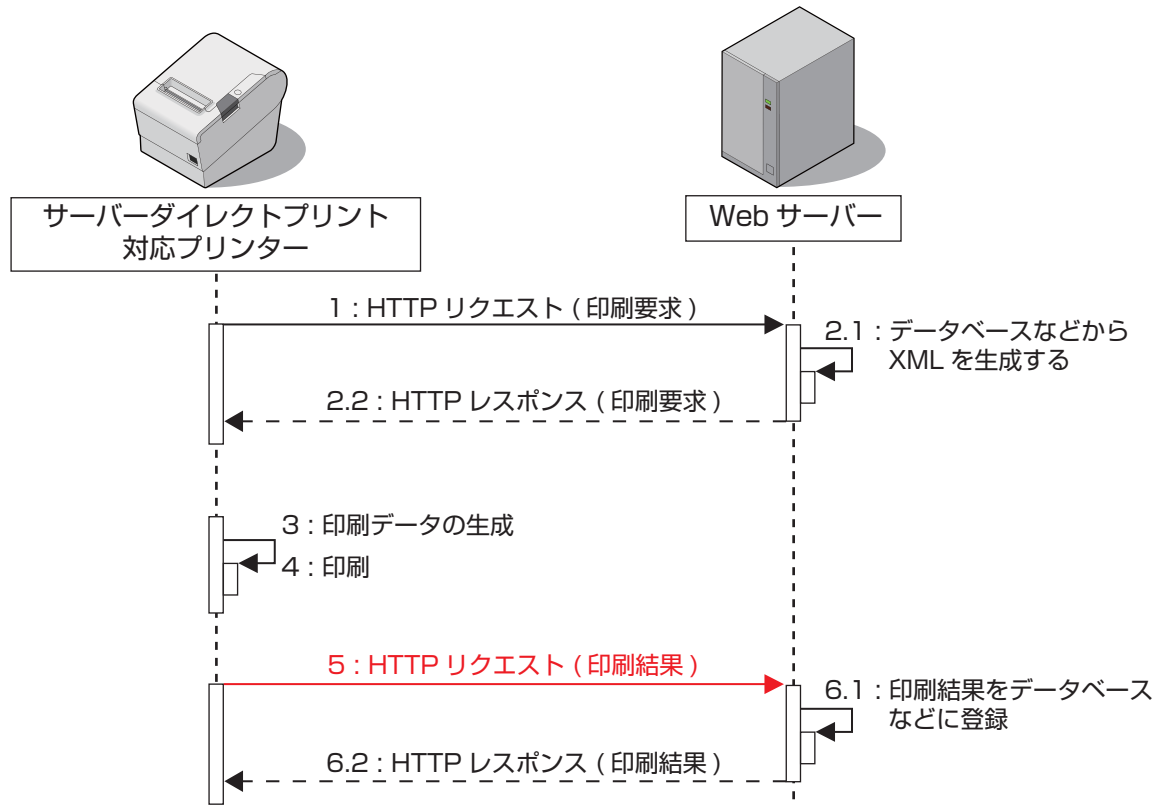 サーバーダイレクトプリント
対応プリンター
Web サーバー
1 : HTTP リクエスト ( 印刷要求 )
2.1 : データベースなどから
XML を生成する
2.2 : HTTP レスポンス ( 印刷要求 )
3 : 印刷データの生成
4 : 印刷
5 : HTTP リクエスト ( 印刷結果 )
6.1 : 印刷結果をデータベース
などに登録
6.2 : HTTP レスポンス ( 印刷結果 )